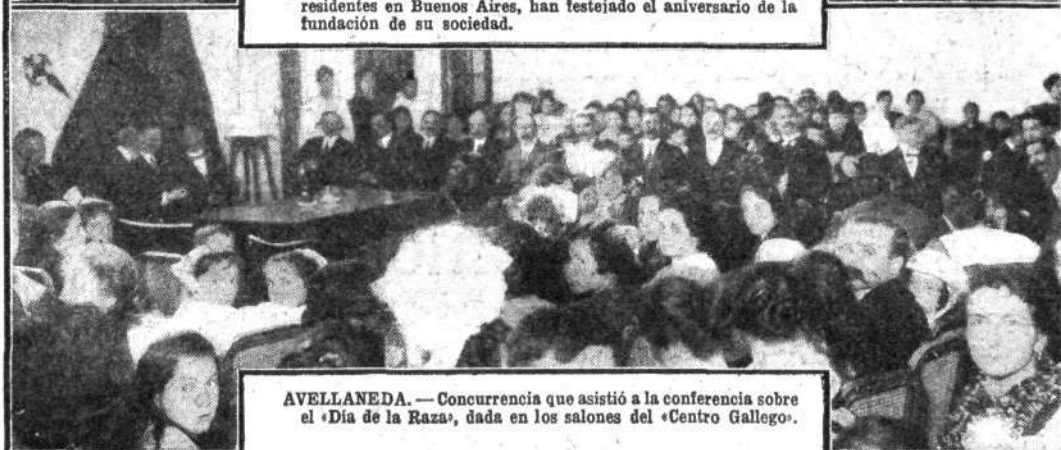 residentes en Buenos Aires, han festejado el aniversario de la
fundación de su sociedad.
AVELLANEDA. — Concurrencia que asistió a la conferencia sobre
el «Día de la Raza», dada en los salones del «Centro Gallego».